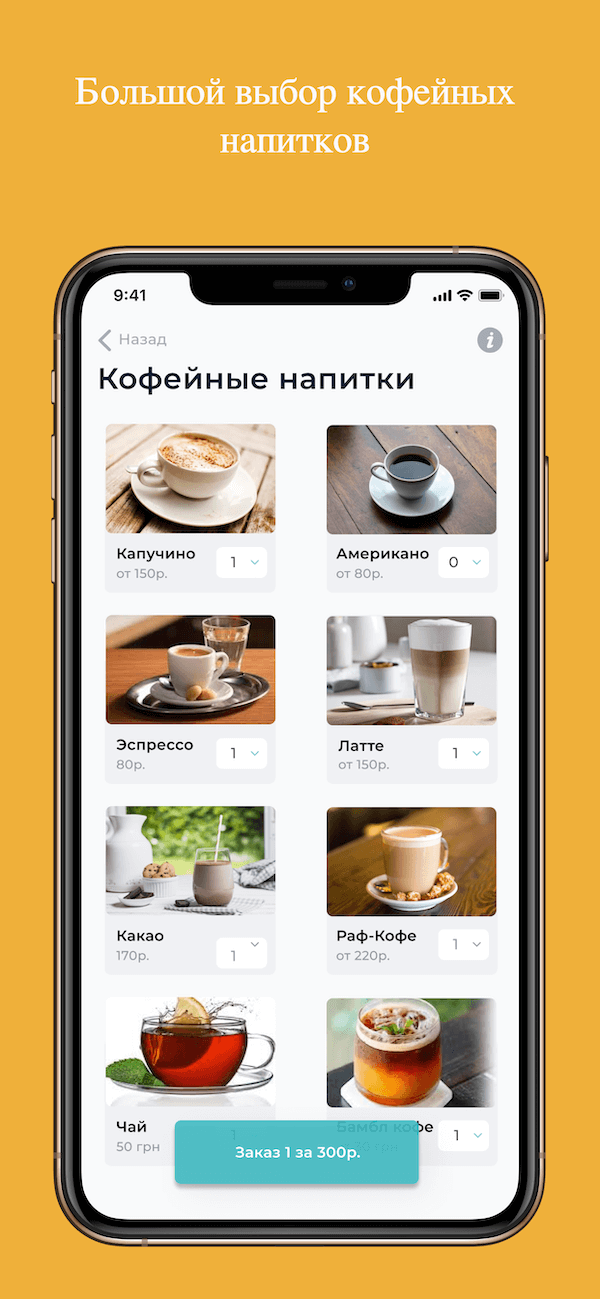 Большой выбор кофейных
напитков
9:41
Назад
Кофейные напитки
Капучино
от 150р.
1
Американо
от 80р.
0
Эспрессо
80р.
1
Латте
от 150р.
1
Какао
170р.
1
Раф-Кофе
от 220р.
1
Чай
50 грн
1
Бамбл кофе
1
Заказ 1 за 300р.